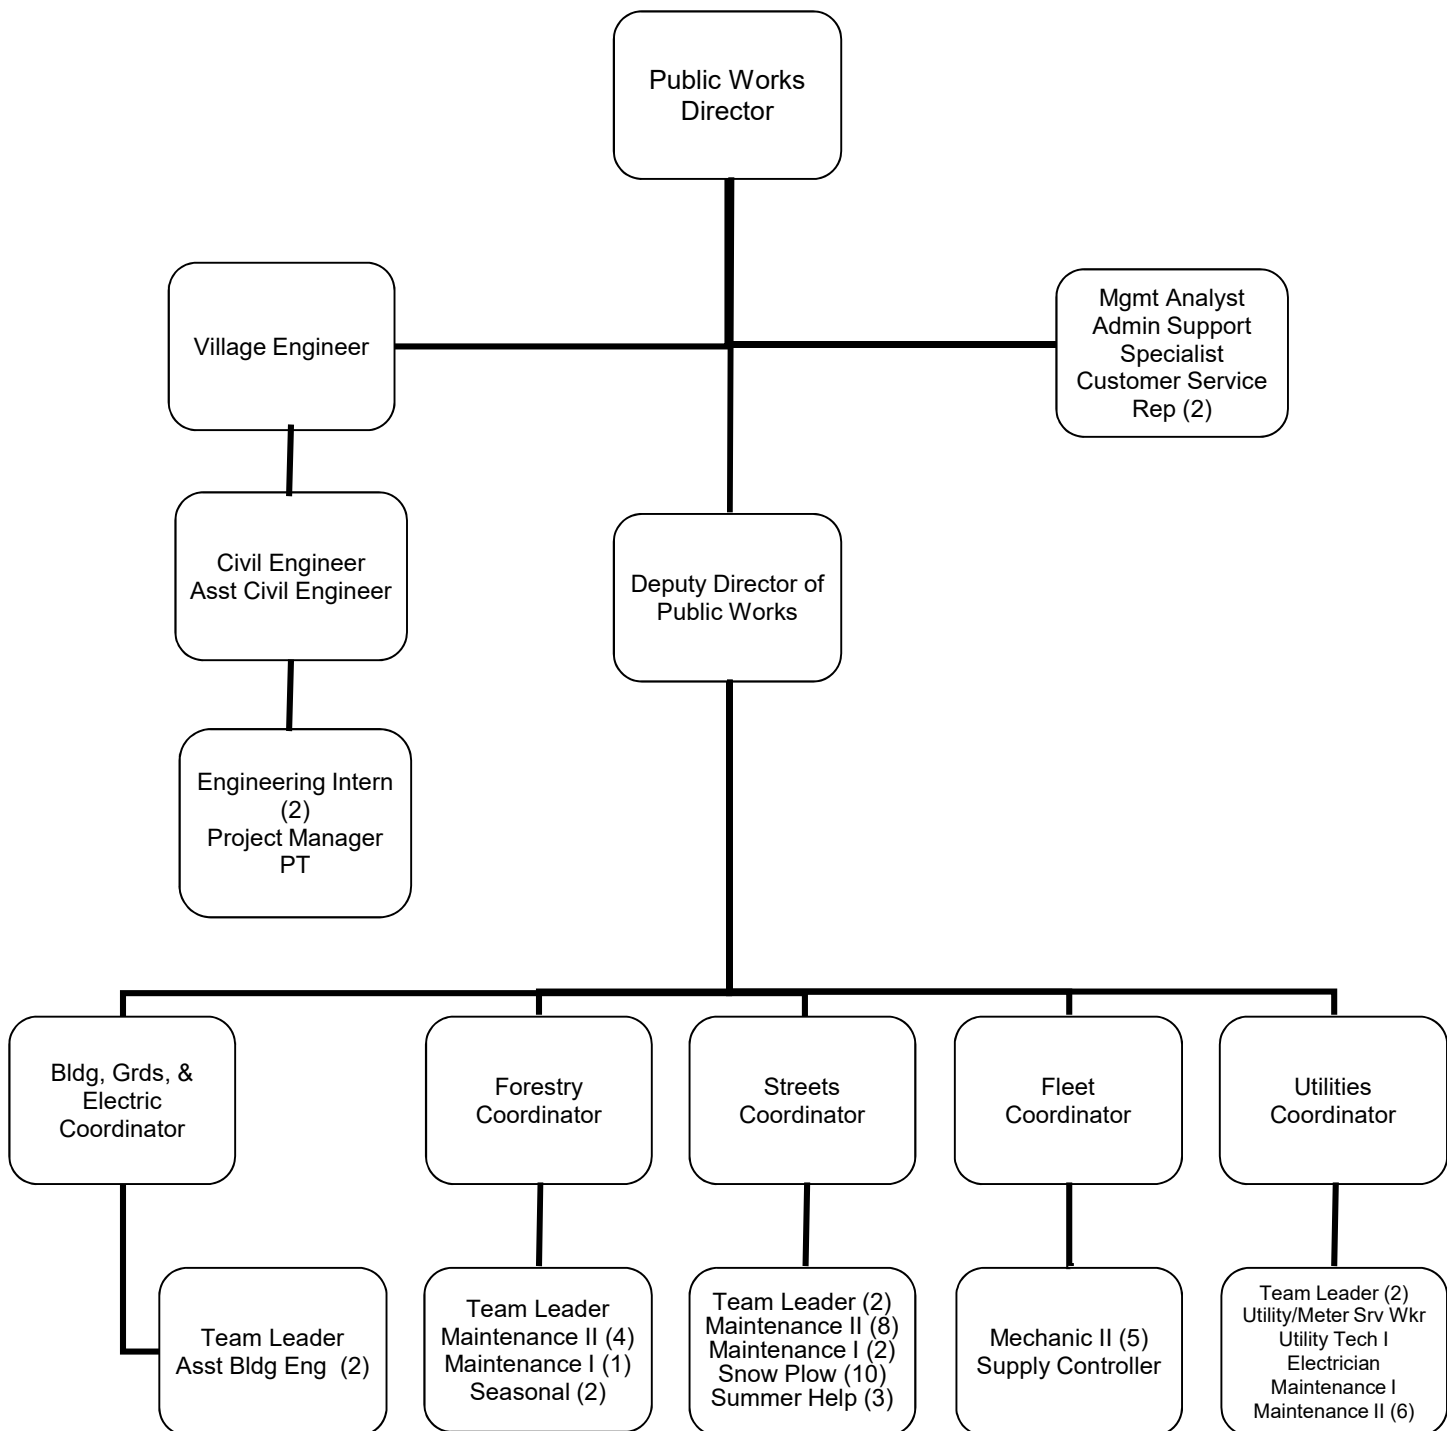 Public Works
Director
Village Engineer
Mgmt Analyst
Admin Support
Specialist
Customer Service
Rep (2)
Civil Engineer
Asst Civil Engineer
Deputy Director of
Public Works
Engineering Intern
(2)
Project Manager
PT
Bldg, Grds, &
Electric
Coordinator
Forestry
Coordinator
Streets
Coordinator
Fleet
Coordinator
Utilities
Coordinator
Team Leader
Asst Bldg Eng (2)
Team Leader
Maintenance II (4)
Maintenance I (1)
Seasonal (2)
Team Leader (2)
Maintenance II (8)
Maintenance I (2)
Snow Plow (10)
Summer Help (3)
Mechanic II (5)
Supply Controller
Team Leader (2)
Utility/Meter Srv Wkr
Utility Tech I
Electrician
Maintenance I
Maintenance II (6)